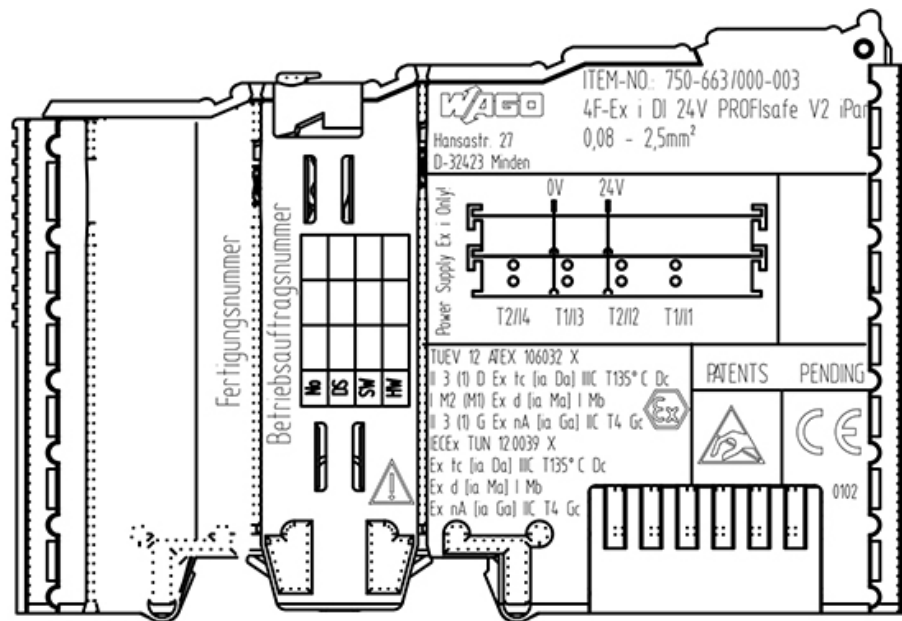 WAGO
Hansastr. 27
D-32423 Minden
ITEM-NO.: 750-663/000-003
4F-Ex i DI 24V PROFIsafe V2 iPar
0,08 - 2,5mm²
Power Supply Ex i Only!
0V 24V
T2/I4 T1/I3 T2/I2 T1/I1
Fertigungsnummer
Betriebsauftragsnummer
No
DS
SW
HW
TUEV 12 ATEX 106032 X
II 3 (1) D Ex tc [ia Da] IIIC T135°C Dc
I M2 (M1) Ex d [ia Ma] I Mb
II 3 (1) G Ex nA [ia Ga] IIC T4 Gc
IECEx TUN 12.0039 X
Ex tc [ia Da] IIIC T135°C Dc
Ex d [ia Ma] I Mb
Ex nA [ia Ga] IIC T4 Gc
Ex
PATENTS PENDING
CE
0102